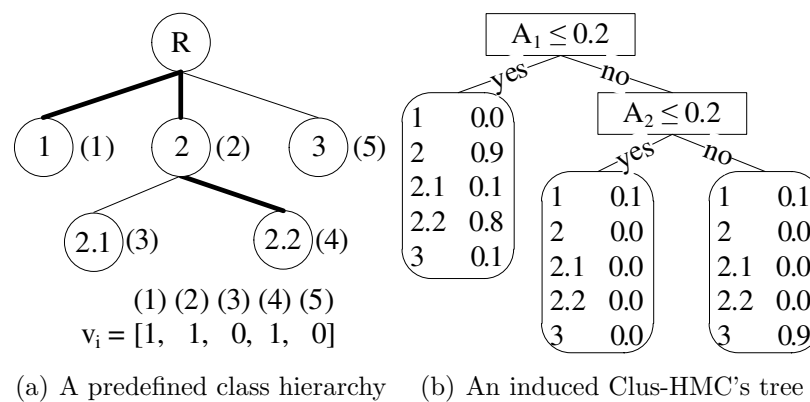 R
1 (1) 2 (2) 3 (5)
2.1 (3) 2.2 (4)
(1) (2) (3) (4) (5)
v_i = [1, 1, 0, 1, 0]
(a) A predefined class hierarchy
A₁ ≤ 0.2
yes no
1 0.0
2 0.9
2.1 0.1
2.2 0.8
3 0.1
A₂ ≤ 0.2
yes no
1 0.1
2 0.0
2.1 0.0
2.2 0.0
3 0.0
1 0.1
2 0.0
2.1 0.0
2.2 0.0
3 0.9
(b) An induced Clus-HMC's tree